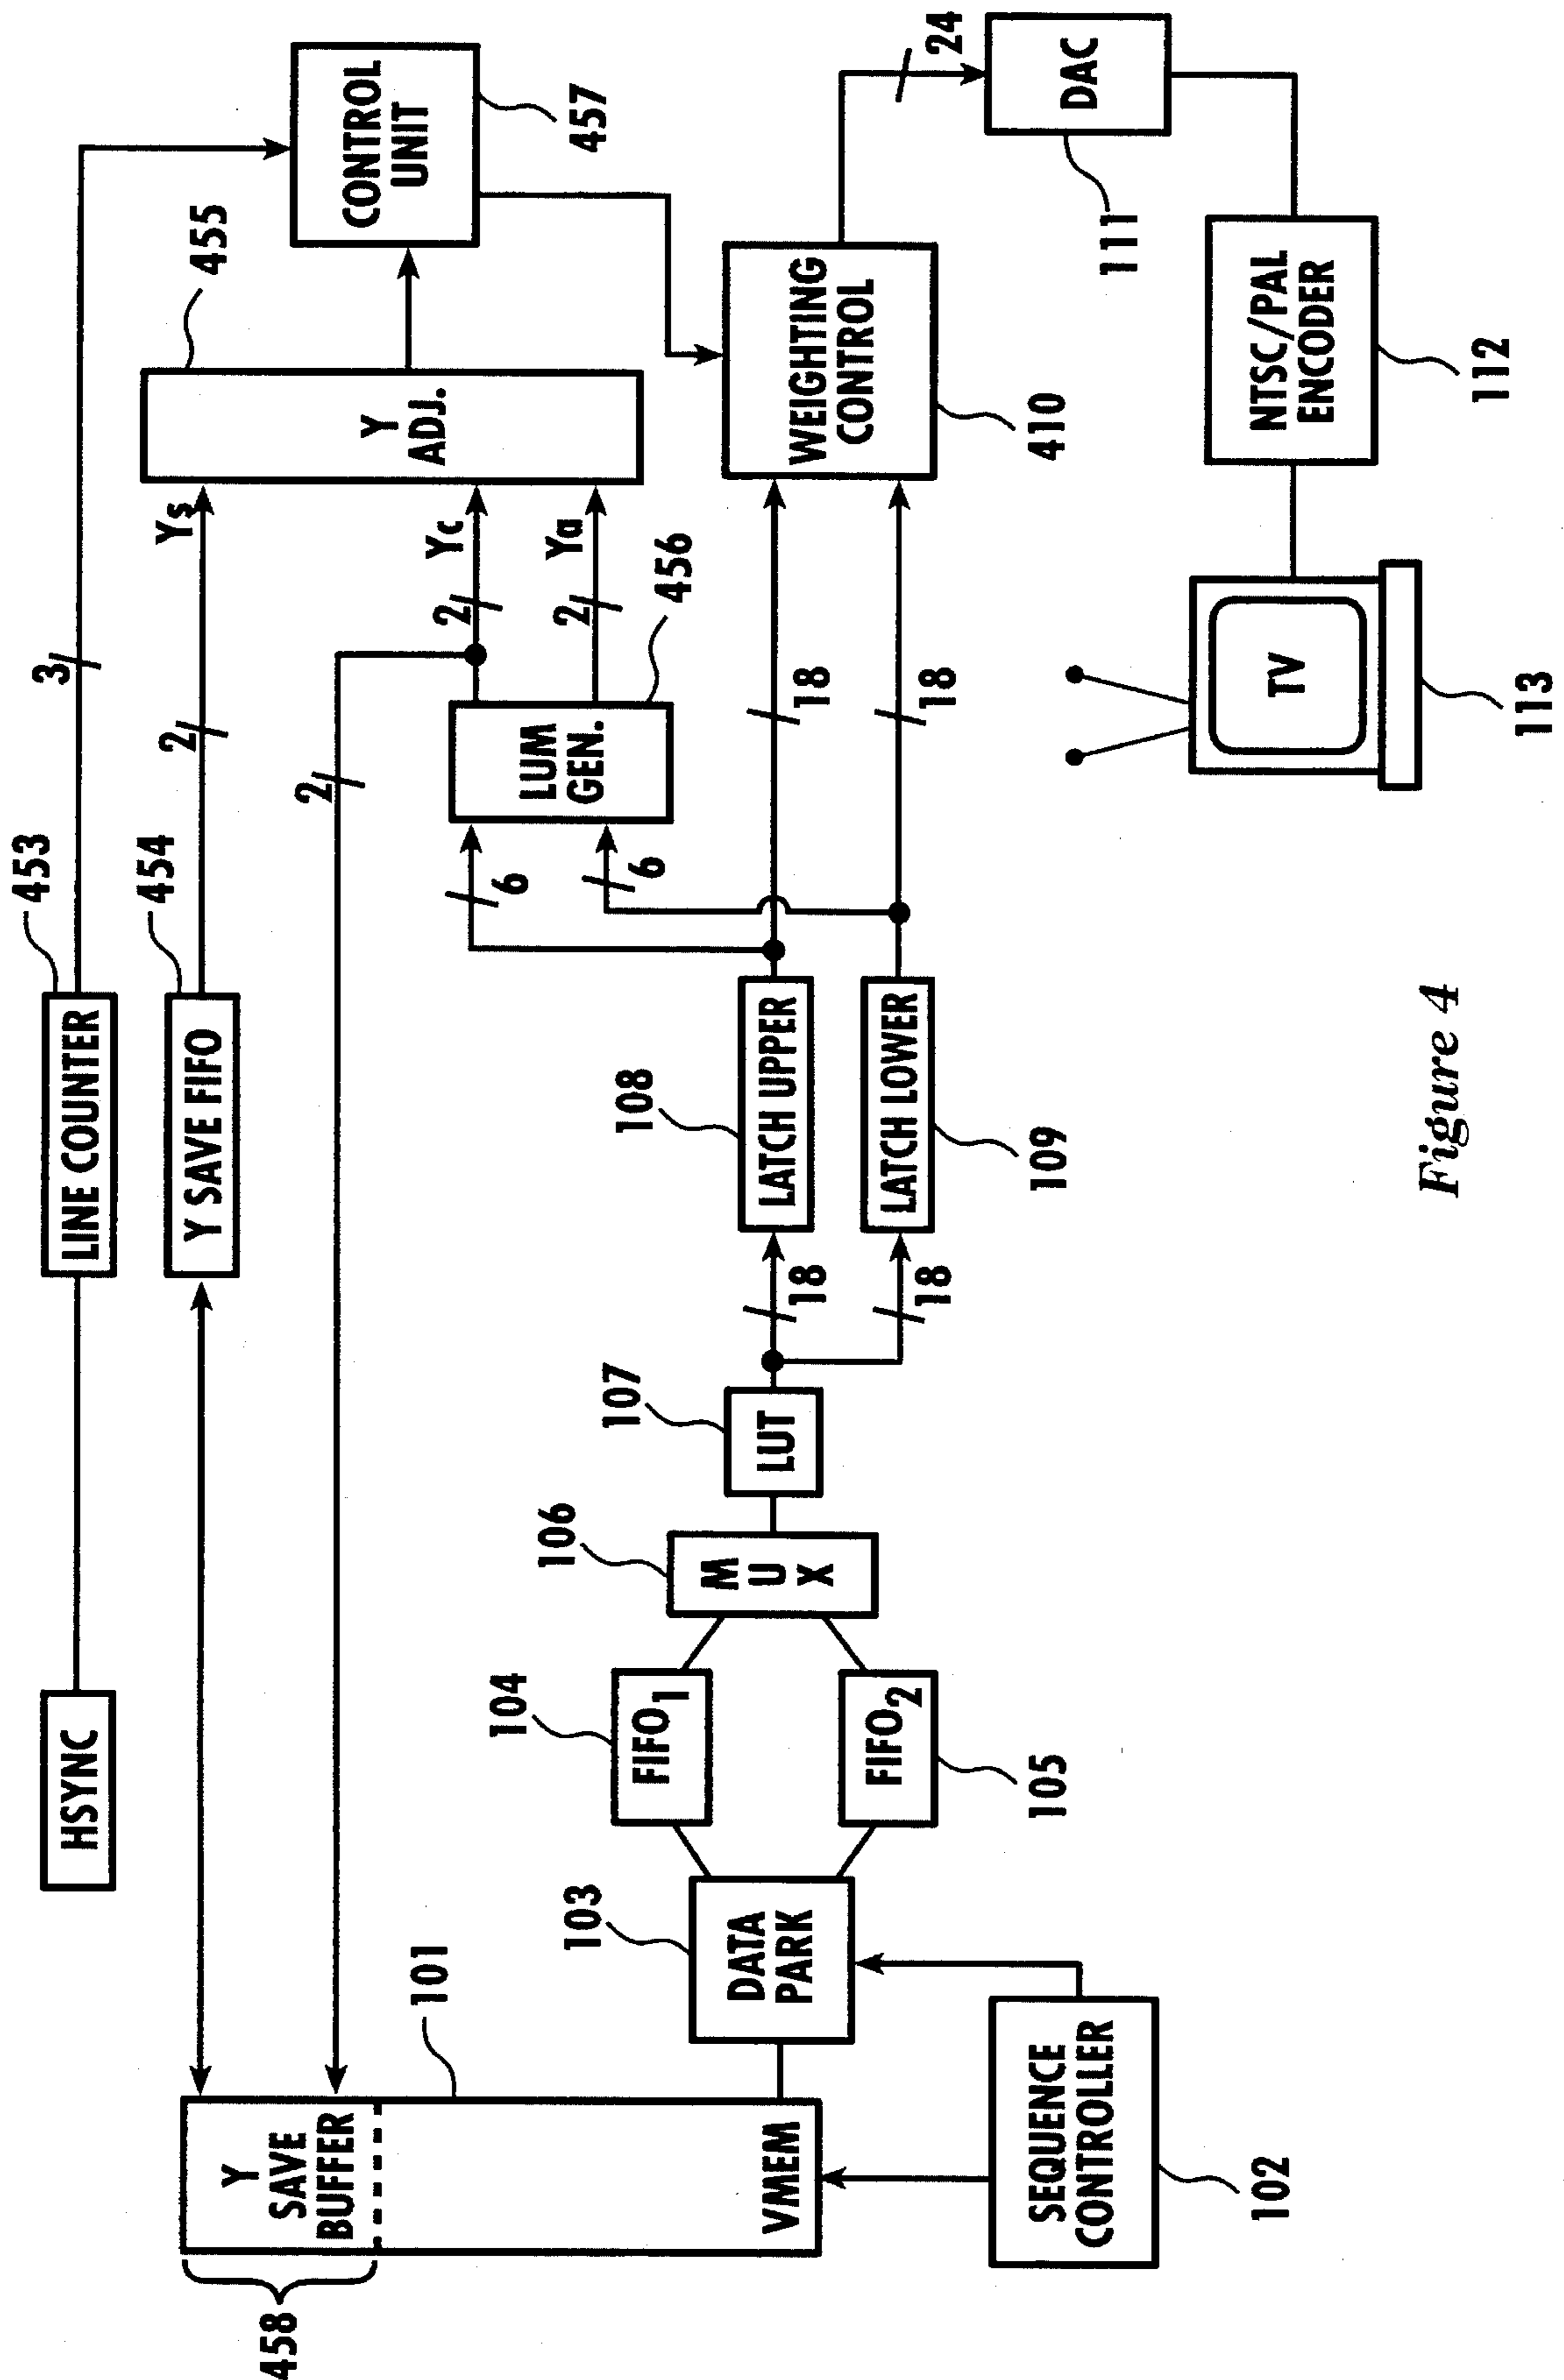 HSYNC
LINE COUNTER
453
3
CONTROL
UNIT
457
Y SAVE FIFO
454
2
Ys
Y
ADJ.
455
458
Y
SAVE
BUFFER
VMEM
101
2
LUM
GEN.
456
6
6
2
Yc
2
Ya
SEQUENCE
CONTROLLER
102
DATA
PARK
103
FIFO1
104
FIFO2
105
M
U
X
106
LUT
107
18
18
LATCH UPPER
108
LATCH LOWER
109
18
18
WEIGHTING
CONTROL
410
24
DAC
111
NTSC/PAL
ENCODER
112
TV
113
Figure 4